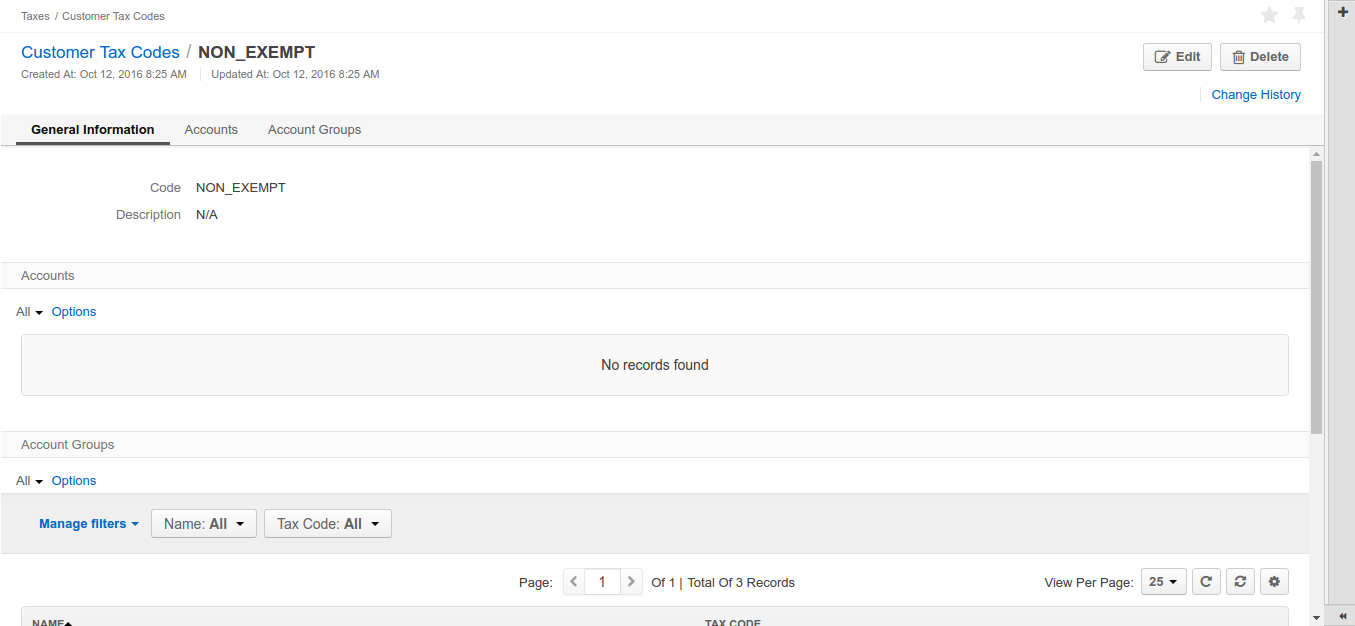 Taxes / Customer Tax Codes
Customer Tax Codes / NON_EXEMPT
Edit Delete
Created At: Oct 12, 2016 8:25 AM Updated At: Oct 12, 2016 8:25 AM
Change History
General Information Accounts Account Groups
Code NON_EXEMPT
Description N/A
Accounts
All Options
No records found
Account Groups
All Options
Manage filters Name: All Tax Code: All
Page: 1 Of 1 | Total Of 3 Records View Per Page: 25
NAME TAX CODE